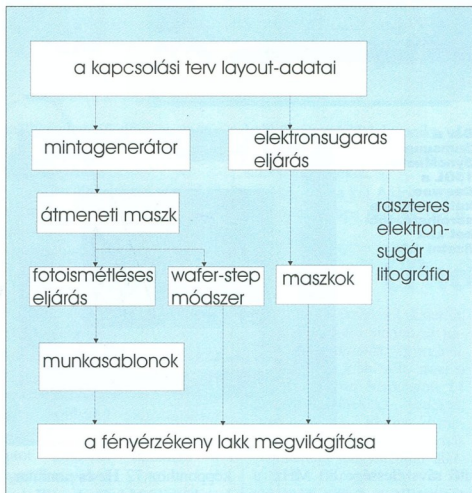 a kapcsolási terv layout-adatai
mintagenerátor
elektronsugaras
eljárás
átmeneti maszk
raszteres
elektron-
sugár
litográfia
fotoismétléses
eljárás
wafer-step
módszer
maszkok
munkasablonok
a fényérzékeny lakk megvilágítása